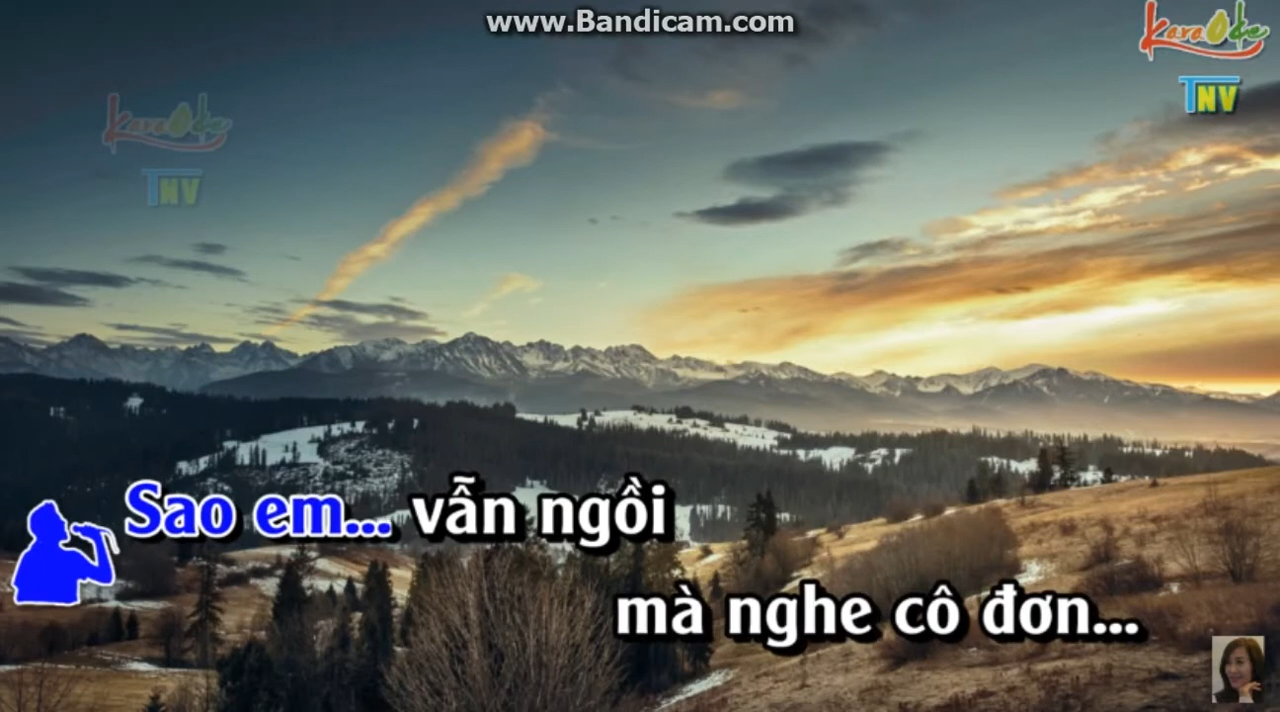 www.Bandicam.com
Karaoke
TNV
Karaoke
TNV
Sao em... vẫn ngồi
mà nghe cô đơn...